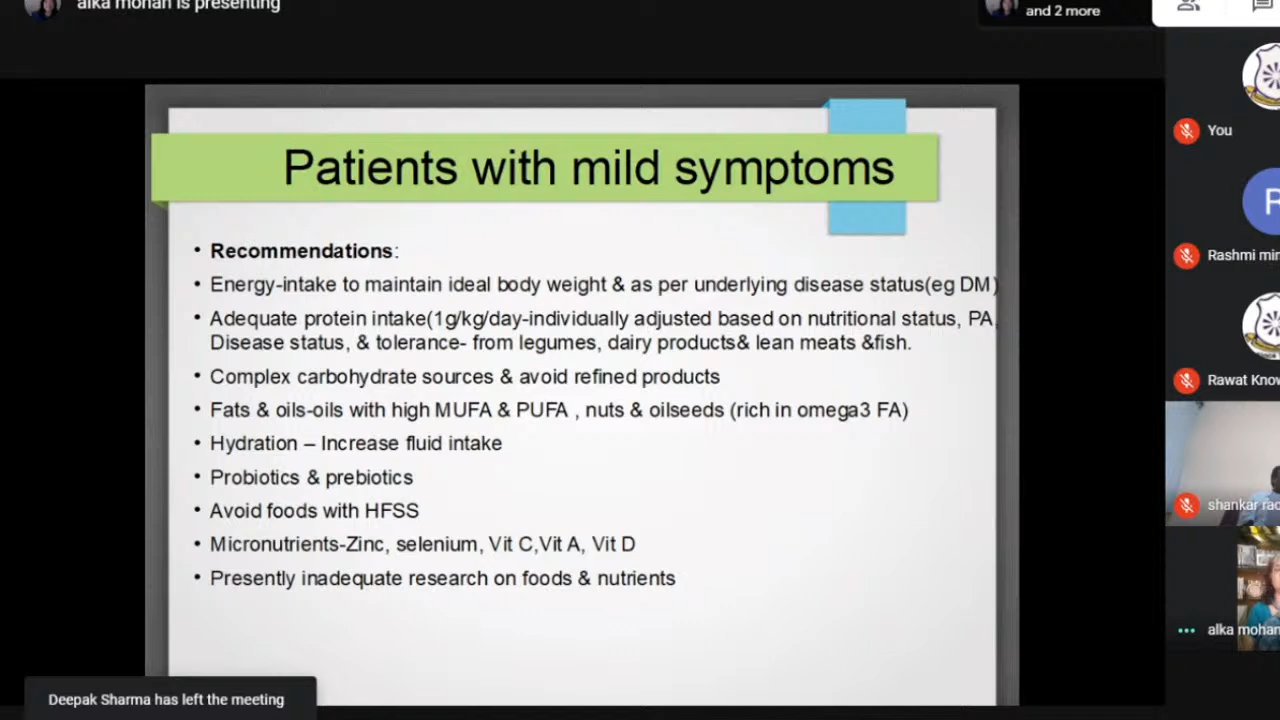 alka mohan is presenting
and 2 more
Patients with mild symptoms
• Recommendations:
• Energy-intake to maintain ideal body weight & as per underlying disease status(eg DM)
• Adequate protein intake(1g/kg/day-individually adjusted based on nutritional status, PA,
Disease status, & tolerance- from legumes, dairy products& lean meats &fish.
• Complex carbohydrate sources & avoid refined products
• Fats & oils-oils with high MUFA & PUFA , nuts & oilseeds (rich in omega3 FA)
• Hydration – Increase fluid intake
• Probiotics & prebiotics
• Avoid foods with HFSS
• Micronutrients-Zinc, selenium, Vit C,Vit A, Vit D
• Presently inadequate research on foods & nutrients
You
R
Rashmi
Rawat
shankar
alka mohan
Deepak Sharma has left the meeting